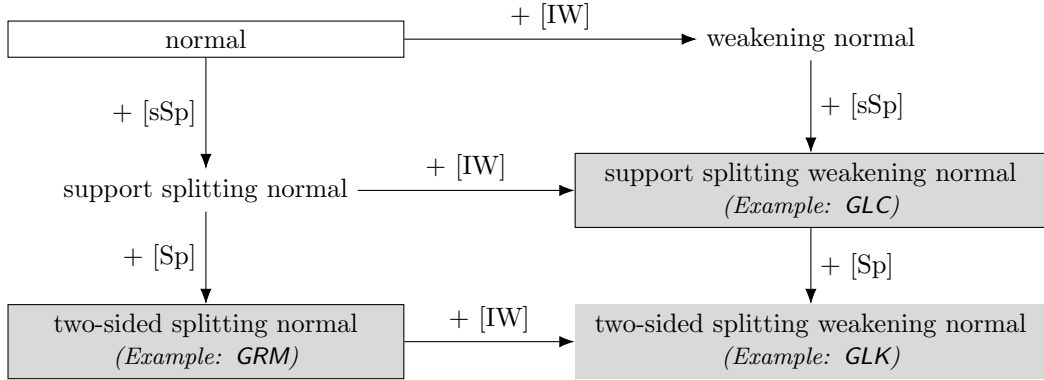 normal
+ [IW]
weakening normal
+ [sSp]
+ [sSp]
support splitting normal
+ [IW]
support splitting weakening normal
(Example: GLC)
+ [Sp]
+ [Sp]
two-sided splitting normal
(Example: GRM)
+ [IW]
two-sided splitting weakening normal
(Example: GLK)